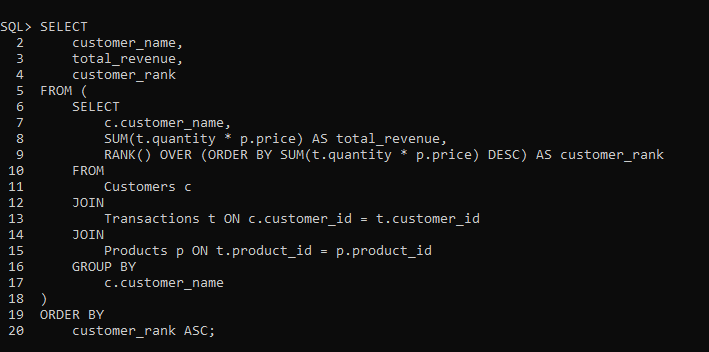 SQL> SELECT
  2      customer_name,
  3      total_revenue,
  4      customer_rank
  5  FROM (
  6      SELECT
  7          c.customer_name,
  8          SUM(t.quantity * p.price) AS total_revenue,
  9          RANK() OVER (ORDER BY SUM(t.quantity * p.price) DESC) AS customer_rank
 10      FROM
 11          Customers c
 12      JOIN
 13          Transactions t ON c.customer_id = t.customer_id
 14      JOIN
 15          Products p ON t.product_id = p.product_id
 16      GROUP BY
 17          c.customer_name
 18  )
 19  ORDER BY
 20      customer_rank ASC;